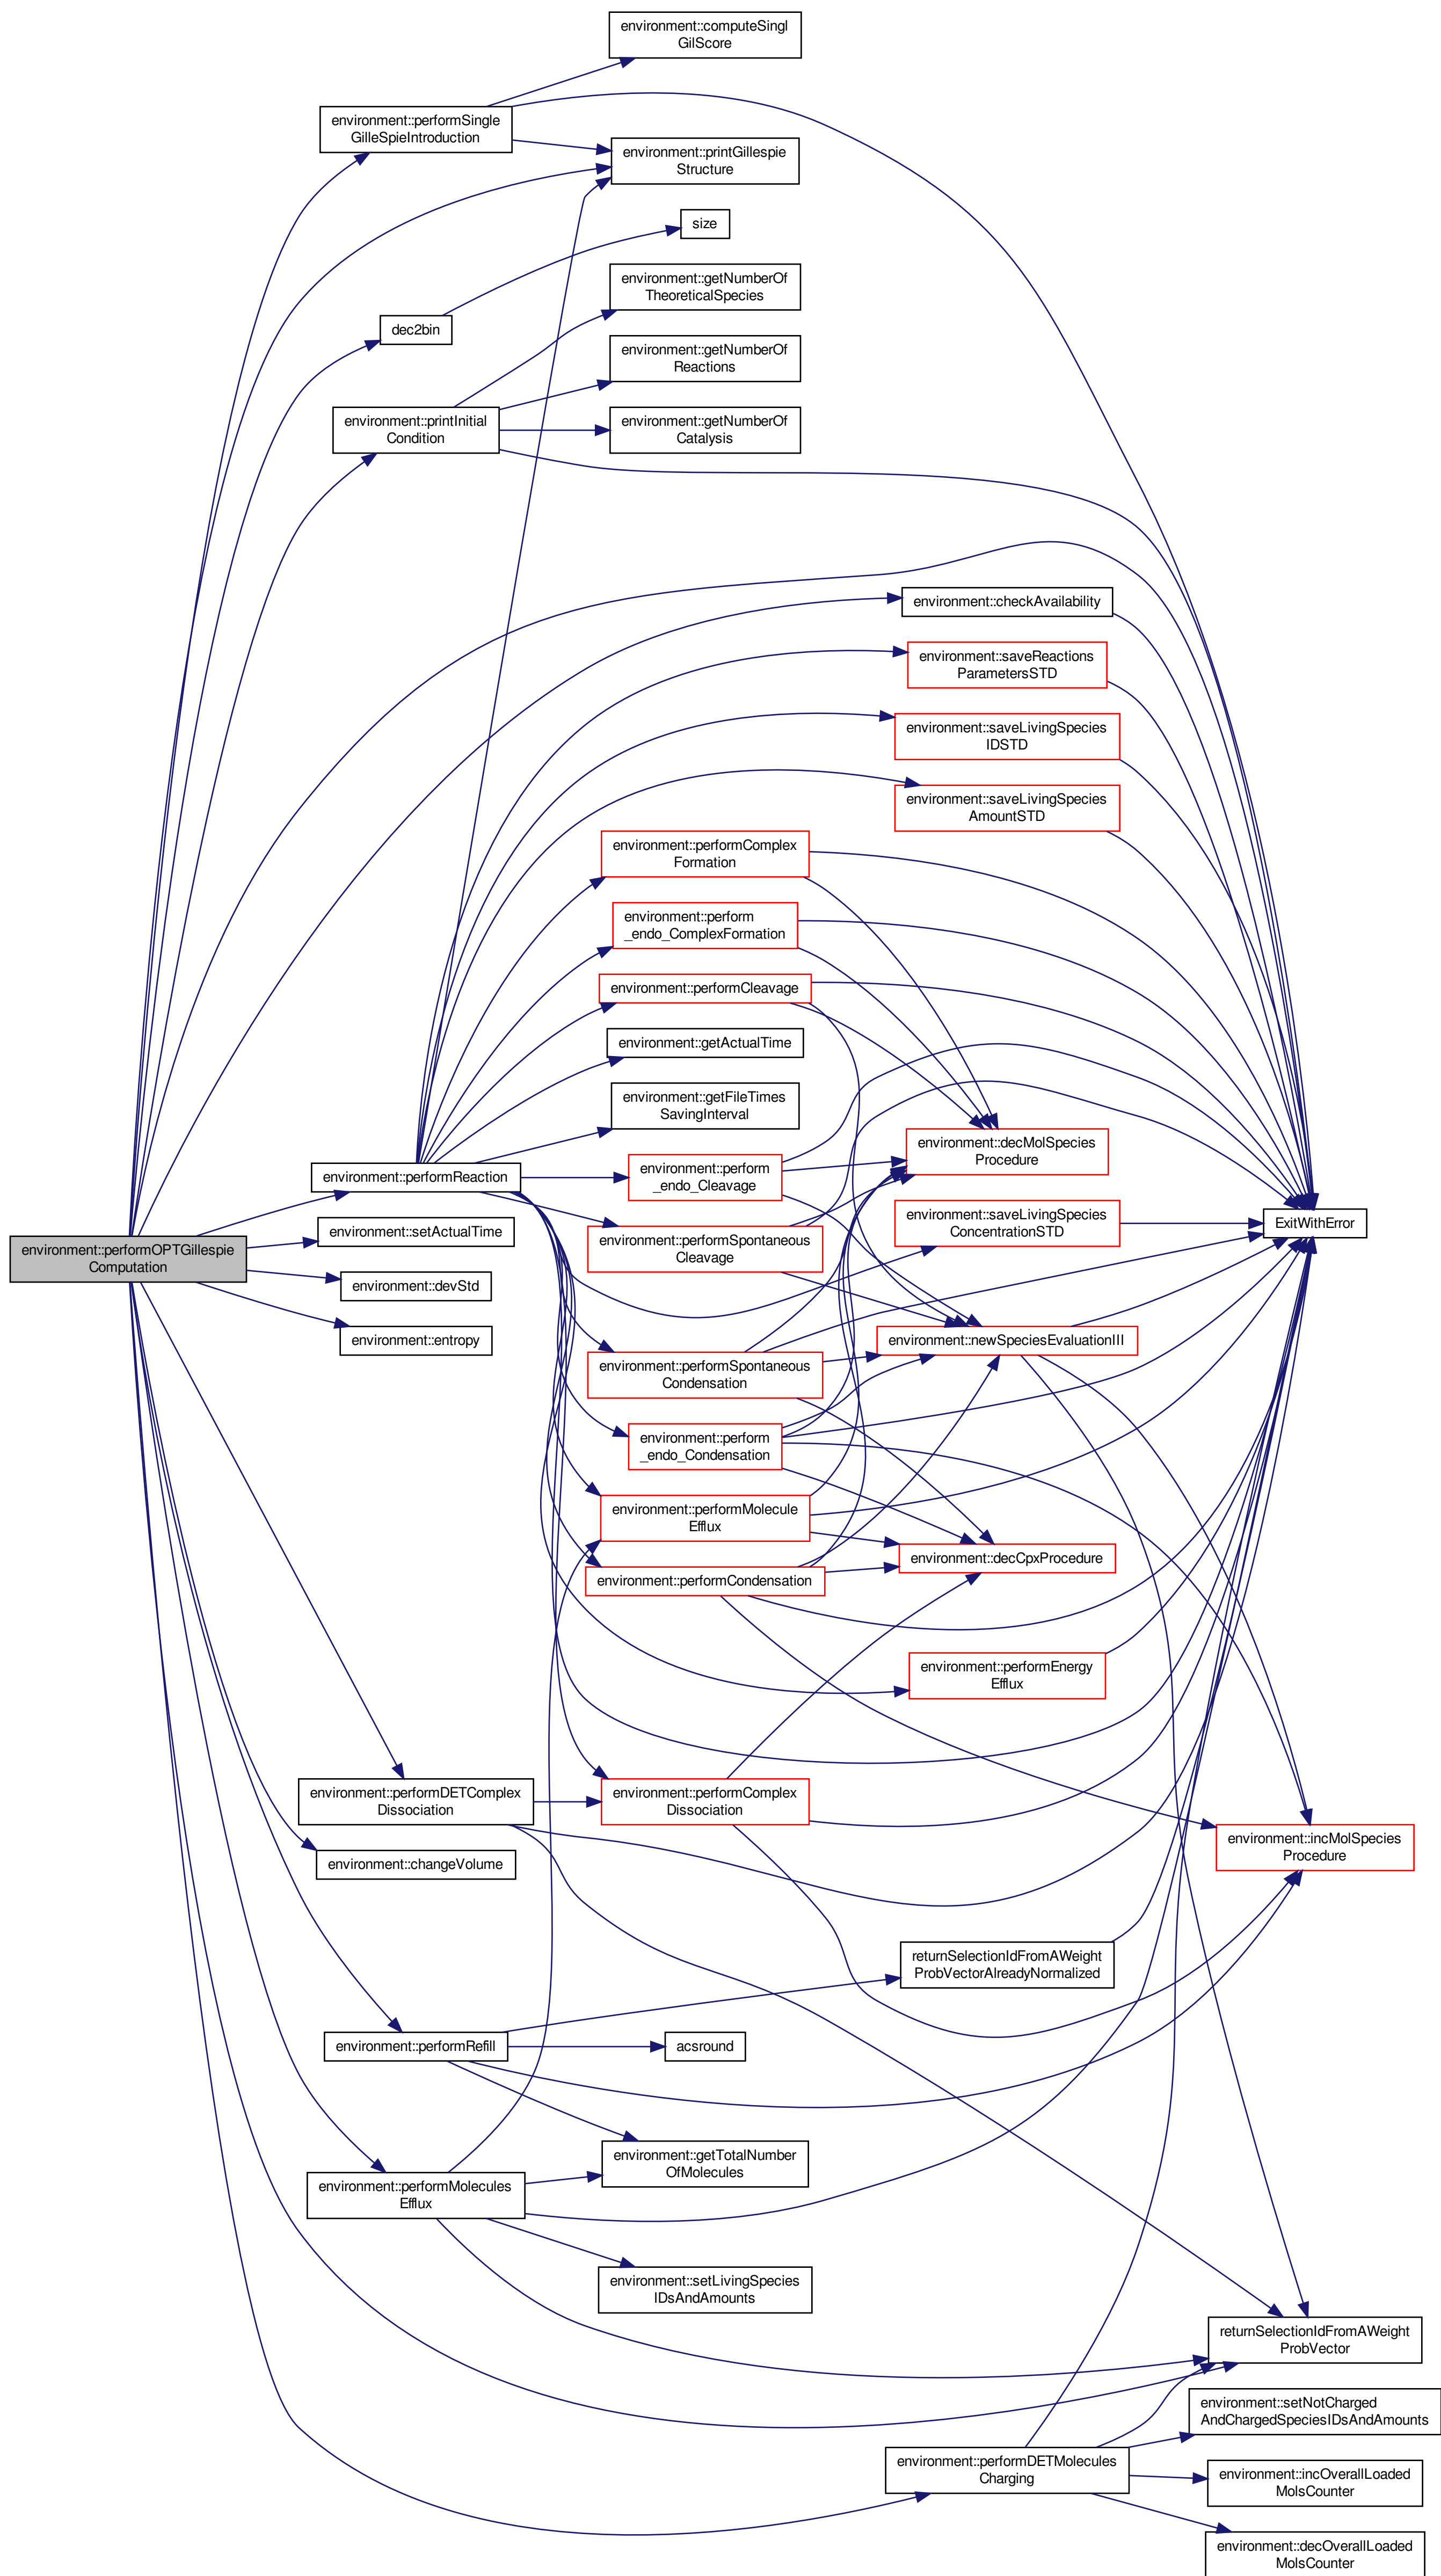 environment::computeSingl
GilScore
environment::performSingle
GilleSpieIntroduction
environment::printGillespie
Structure
size
environment::getNumberOf
TheoreticalSpecies
dec2bin
environment::getNumberOf
Reactions
environment::printInitial
Condition
environment::getNumberOf
Catalysis
environment::checkAvailability
environment::saveReactions
ParametersSTD
environment::saveLivingSpecies
IDSTD
environment::saveLivingSpecies
AmountSTD
environment::performComplex
Formation
environment::perform
_endo_ComplexFormation
environment::performCleavage
environment::getActualTime
environment::getFileTimes
SavingInterval
environment::decMolSpecies
Procedure
environment::performReaction
environment::perform
_endo_Cleavage
environment::saveLivingSpecies
ConcentrationSTD
ExitWithError
environment::setActualTime
environment::performSpontaneous
Cleavage
environment::performOPTGillespie
Computation
environment::devStd
environment::entropy
environment::newSpeciesEvaluationIII
environment::performSpontaneous
Condensation
environment::perform
_endo_Condensation
environment::performMolecule
Efflux
environment::decCpxProcedure
environment::performCondensation
environment::performEnergy
Efflux
environment::performDETComplex
Dissociation
environment::performComplex
Dissociation
environment::incMolSpecies
Procedure
environment::changeVolume
returnSelectionIdFromAWeight
ProbVectorAlreadyNormalized
environment::performRefill
acsround
environment::getTotalNumber
OfMolecules
environment::performMolecules
Efflux
environment::setLivingSpecies
IDsAndAmounts
returnSelectionIdFromAWeight
ProbVector
environment::setNotCharged
AndChargedSpeciesIDsAndAmounts
environment::performDETMolecules
Charging
environment::incOverallLoaded
MolsCounter
environment::decOverallLoaded
MolsCounter